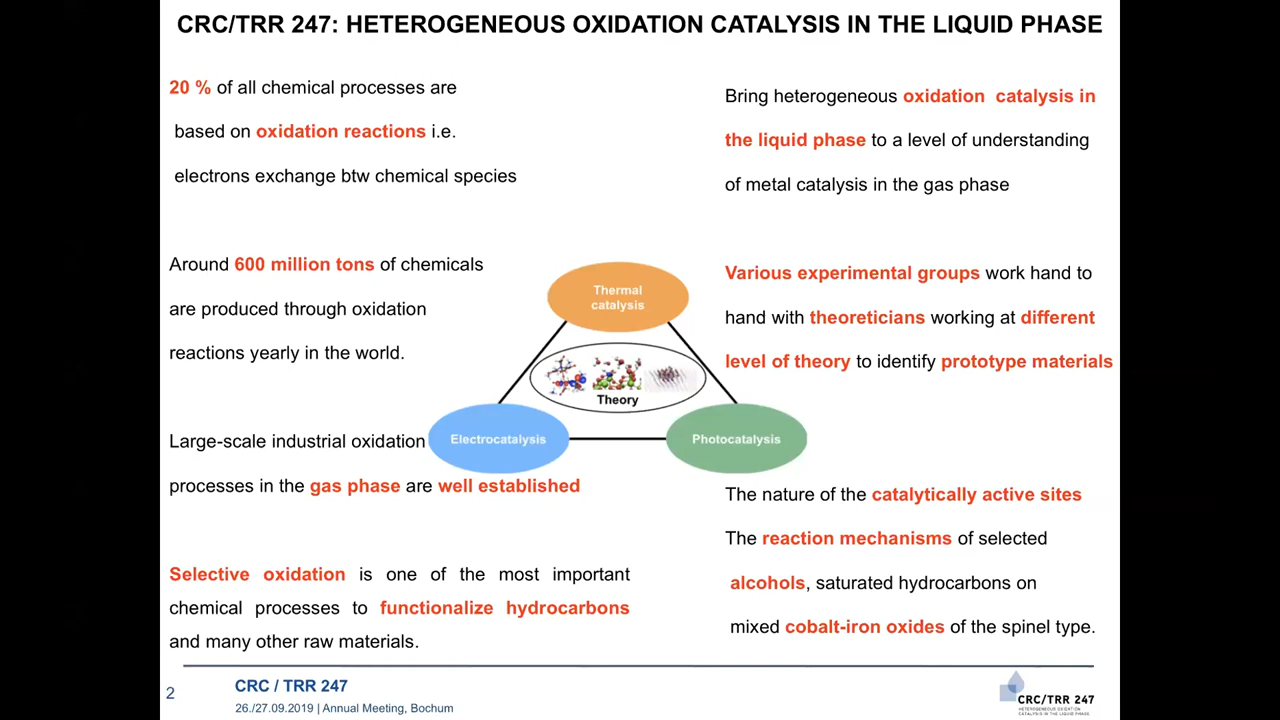 CRC/TRR 247: HETEROGENEOUS OXIDATION CATALYSIS IN THE LIQUID PHASE
20 % of all chemical processes are
based on oxidation reactions i.e.
electrons exchange btw chemical species
Around 600 million tons of chemicals
are produced through oxidation
reactions yearly in the world.
Large-scale industrial oxidation
processes in the gas phase are well established
Selective oxidation is one of the most important
chemical processes to functionalize hydrocarbons
and many other raw materials.
Thermal
catalysis
Theory
Electrocatalysis
Photocatalysis
Bring heterogeneous oxidation catalysis in
the liquid phase to a level of understanding
of metal catalysis in the gas phase
Various experimental groups work hand to
hand with theoreticians working at different
level of theory to identify prototype materials
The nature of the catalytically active sites
The reaction mechanisms of selected
alcohols, saturated hydrocarbons on
mixed cobalt-iron oxides of the spinel type.
2
CRC / TRR 247
26./27.09.2019 | Annual Meeting, Bochum
CRC/TRR 247
HETEROGENEOUS OXIDATION
CATALYSIS IN THE LIQUID PHASE